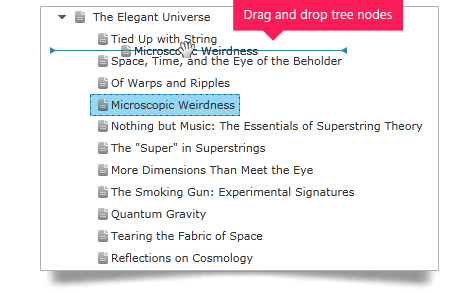 The Elegant Universe
Drag and drop tree nodes
Tied Up with String
Microscopic Weirdness
Space, Time, and the Eye of the Beholder
Of Warps and Ripples
Microscopic Weirdness
Nothing but Music: The Essentials of Superstring Theory
The "Super" in Superstrings
More Dimensions Than Meet the Eye
The Smoking Gun: Experimental Signatures
Quantum Gravity
Tearing the Fabric of Space
Reflections on Cosmology